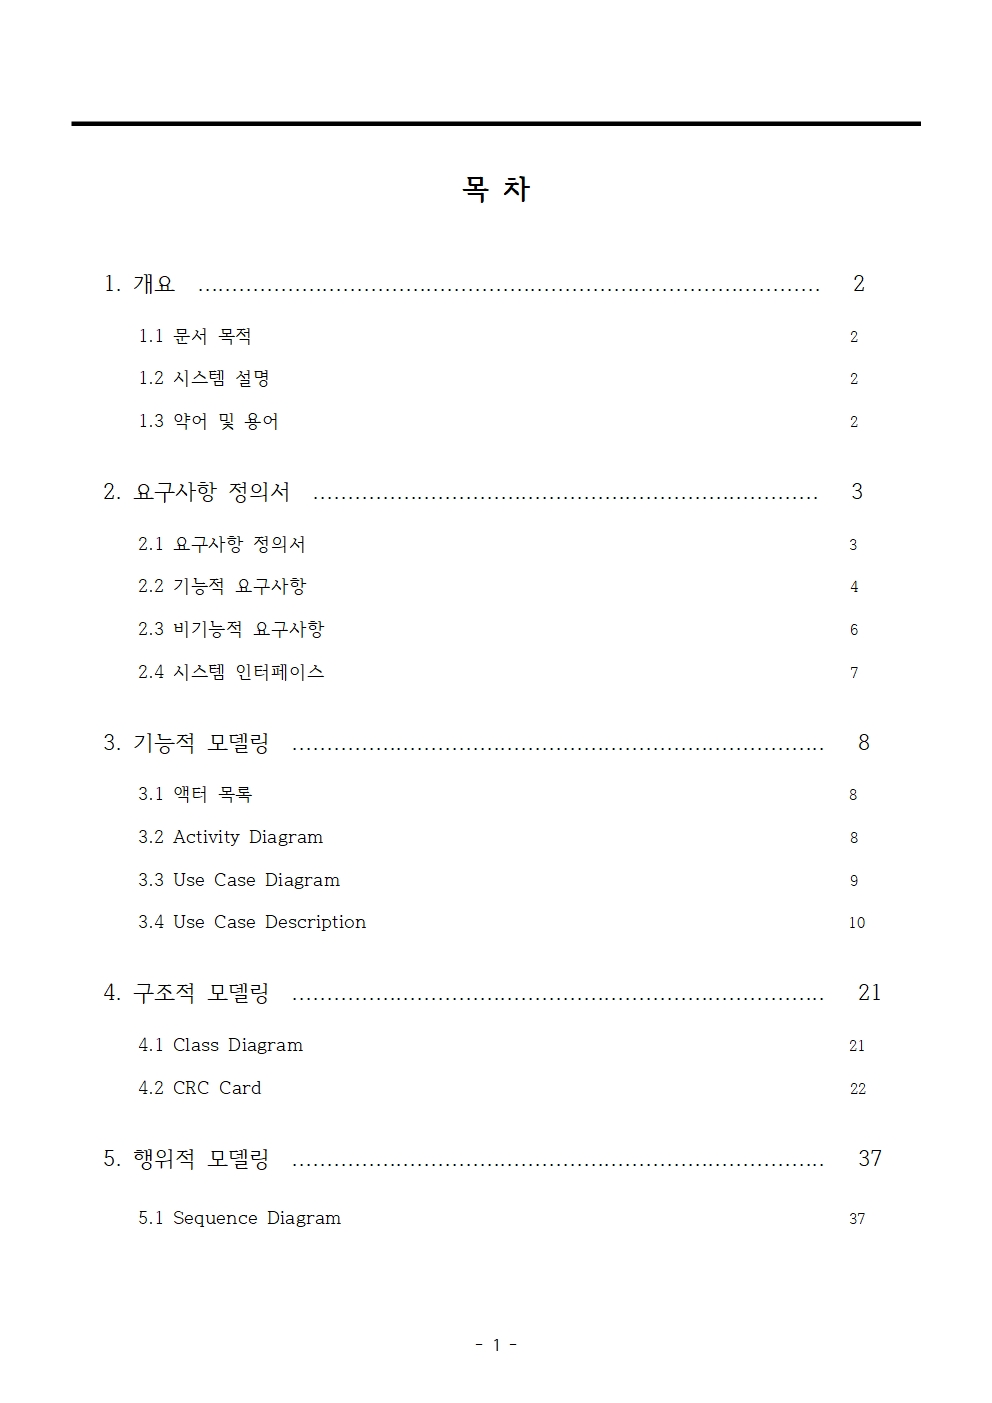 목 차
1. 개요 ........................................................................................... 2
1.1 문서 목적 2
1.2 시스템 설명 2
1.3 약어 및 용어 2
2. 요구사항 정의서 .......................................................................... 3
2.1 요구사항 정의서 3
2.2 기능적 요구사항 4
2.3 비기능적 요구사항 6
2.4 시스템 인터페이스 7
3. 기능적 모델링 ............................................................................. 8
3.1 액터 목록 8
3.2 Activity Diagram 8
3.3 Use Case Diagram 9
3.4 Use Case Description 10
4. 구조적 모델링 ............................................................................. 21
4.1 Class Diagram 21
4.2 CRC Card 22
5. 행위적 모델링 ............................................................................. 37
5.1 Sequence Diagram 37
- 1 -